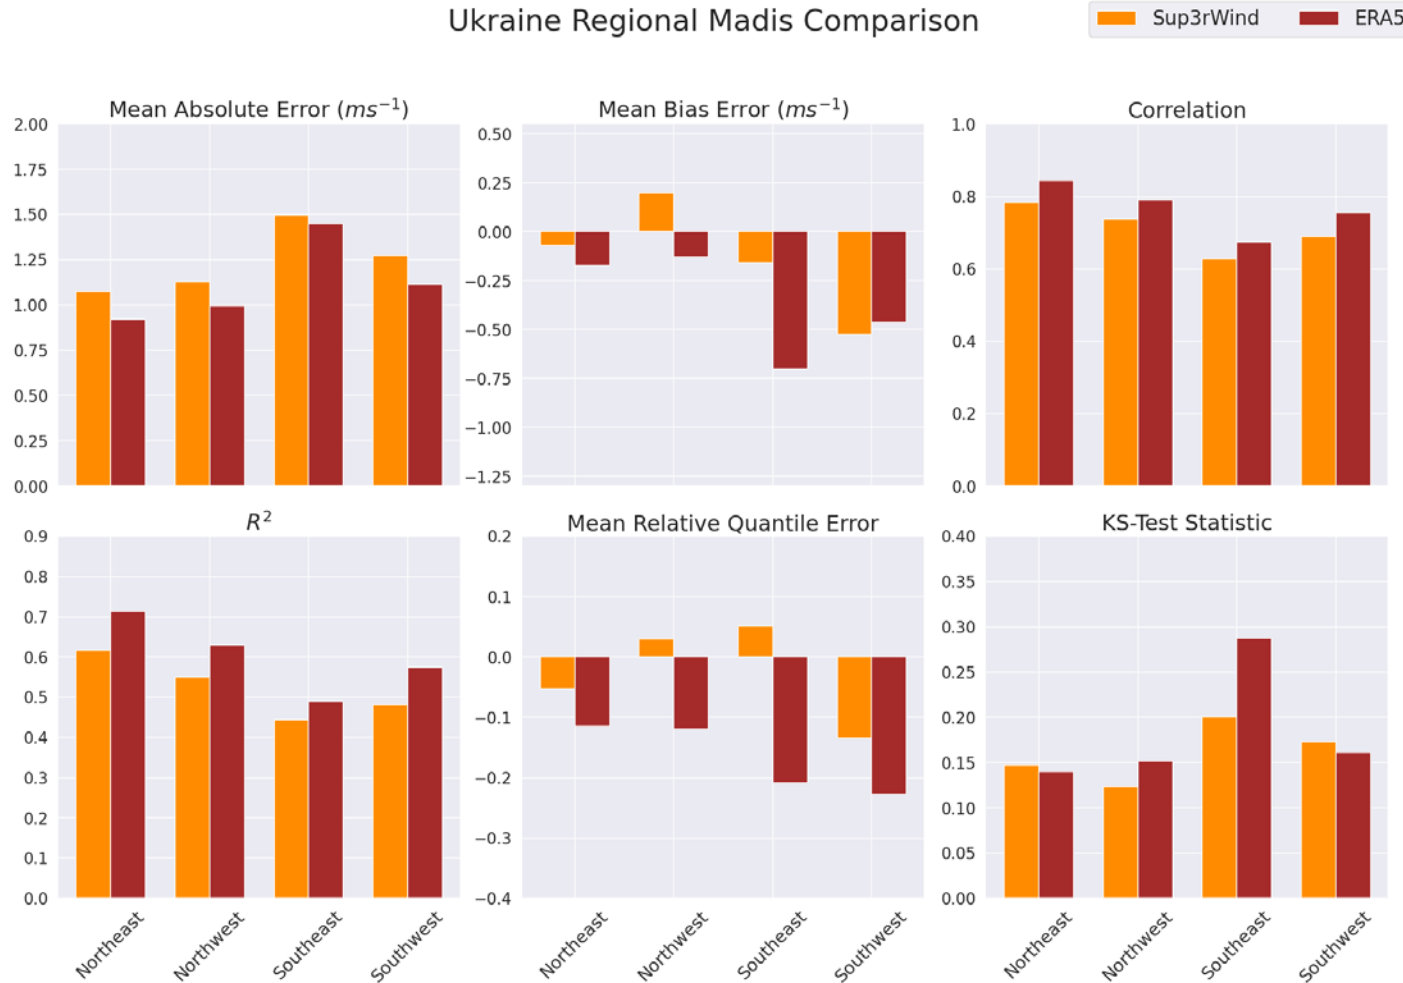 Ukraine Regional Madis Comparison
Sup3rWind ERA5
Mean Absolute Error (ms⁻¹)
2.00
1.75
1.50
1.25
1.00
0.75
0.50
0.25
0.00
Mean Bias Error (ms⁻¹)
0.50
0.25
0.00
−0.25
−0.50
−0.75
−1.00
−1.25
Correlation
1.0
0.8
0.6
0.4
0.2
0.0
R²
0.9
0.8
0.7
0.6
0.5
0.4
0.3
0.2
0.1
0.0
Northeast
Northwest
Southeast
Southwest
Mean Relative Quantile Error
0.2
0.1
0.0
−0.1
−0.2
−0.3
−0.4
Northeast
Northwest
Southeast
Southwest
KS-Test Statistic
0.40
0.35
0.30
0.25
0.20
0.15
0.10
0.05
0.00
Northeast
Northwest
Southeast
Southwest